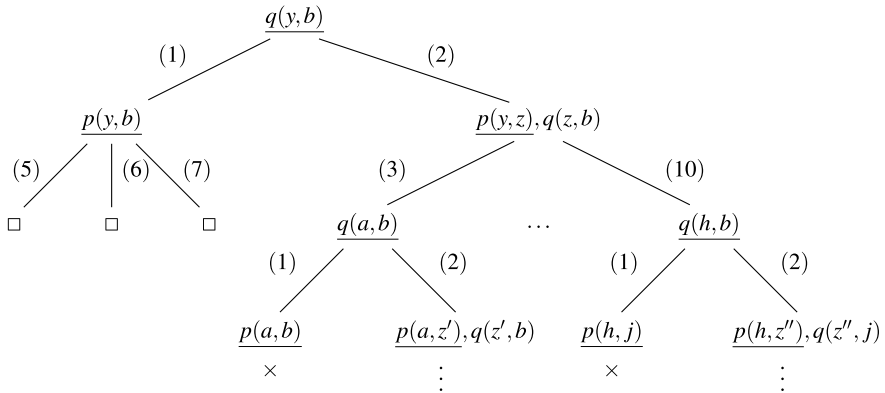 q(y,b)
(1) (2)
p(y,b) p(y,z),q(z,b)
(5) (6) (7) (3) (10)
□ □ □ q(a,b) ... q(h,b)
(1) (2) (1) (2)
p(a,b) p(a,z′),q(z′,b) p(h,j) p(h,z″),q(z″,j)
× ⋮ × ⋮